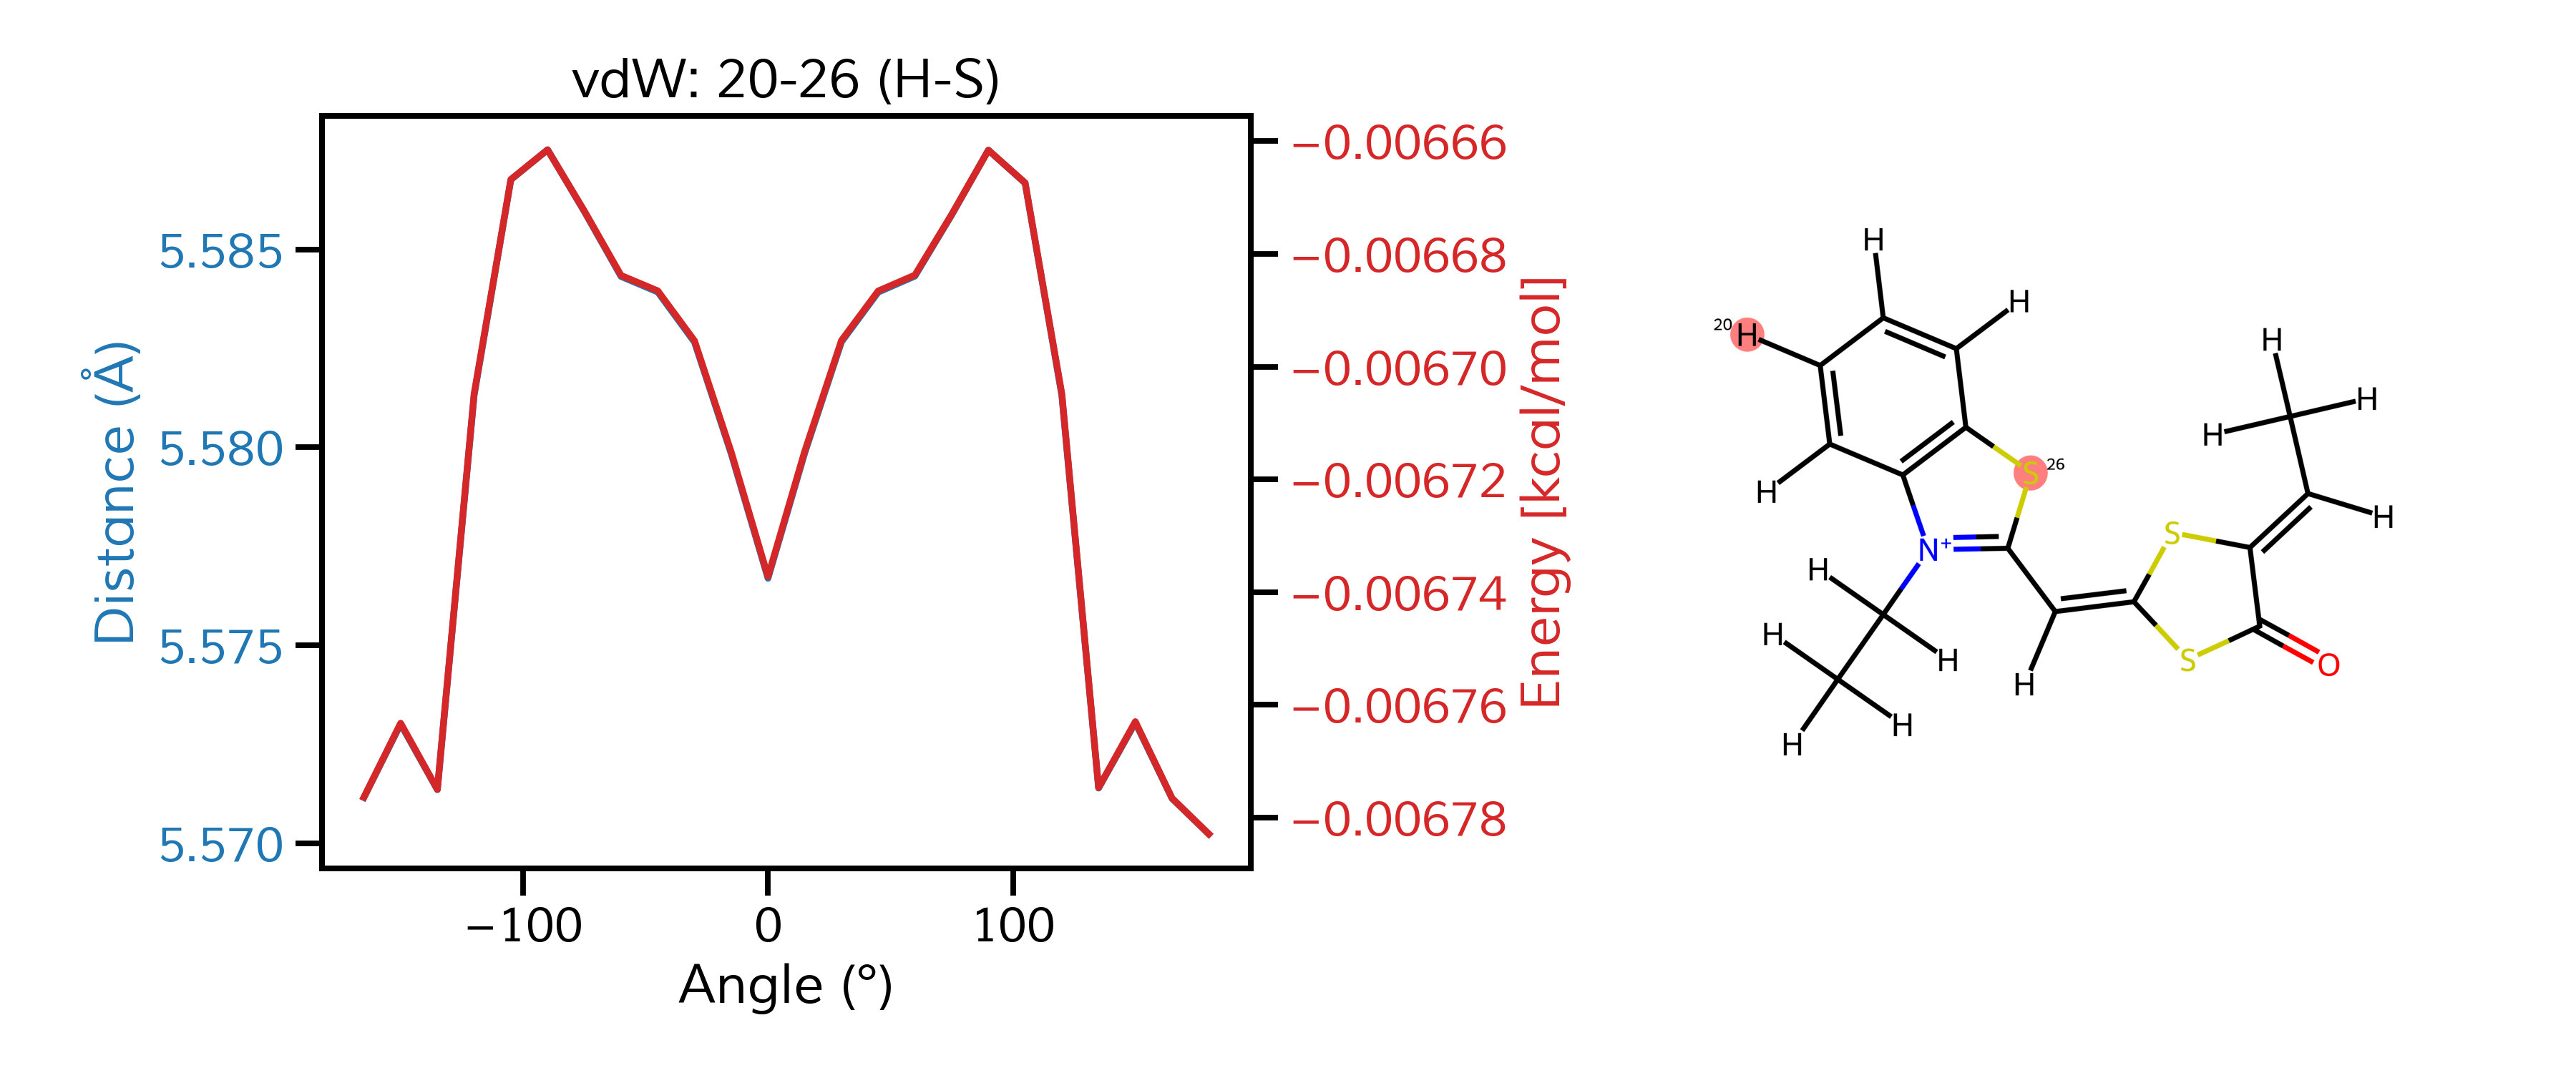 vdW: 20-26 (H-S)
Distance (Å)
5.585
5.580
5.575
5.570
−100
0
100
Angle (°)
−0.00666
−0.00668
−0.00670
−0.00672
−0.00674
−0.00676
−0.00678
Energy [kcal/mol]
H
H
20 H
H
H
H
H
S 26
H
S
H
N+
H
H
H
S
O
H
H
H